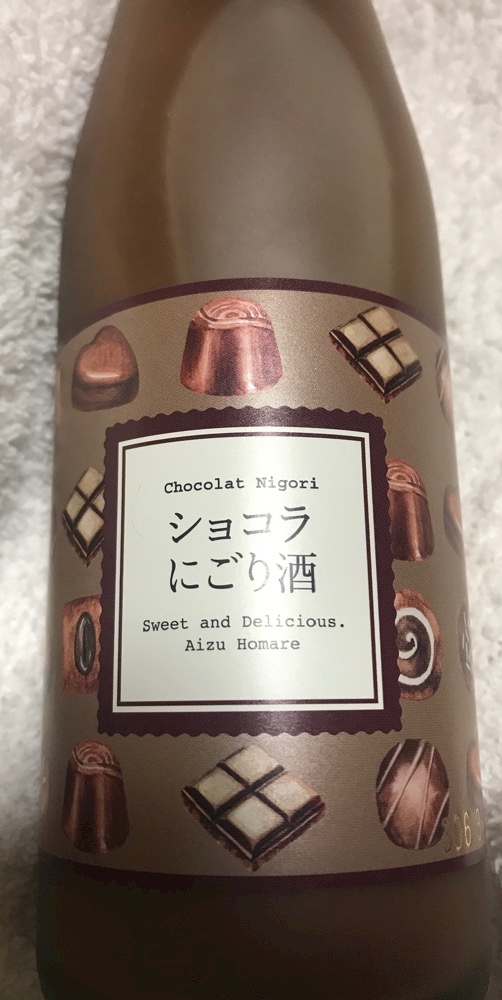 Chocolat Nigori
ショコラ
にごり酒
Sweet and Delicious.
Aizu Homare